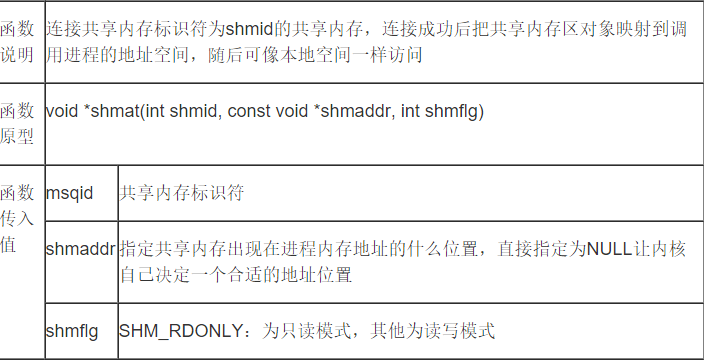 函数
说明
连接共享内存标识符为shmid的共享内存，连接成功后把共享内存区对象映射到调
用进程的地址空间，随后可像本地空间一样访问
函数
原型
void *shmat(int shmid, const void *shmaddr, int shmflg)
函数
传入
值
msqid
共享内存标识符
shmaddr
指定共享内存出现在进程内存地址的什么位置，直接指定为NULL让内核
自己决定一个合适的地址位置
shmflg
SHM_RDONLY：为只读模式，其他为读写模式